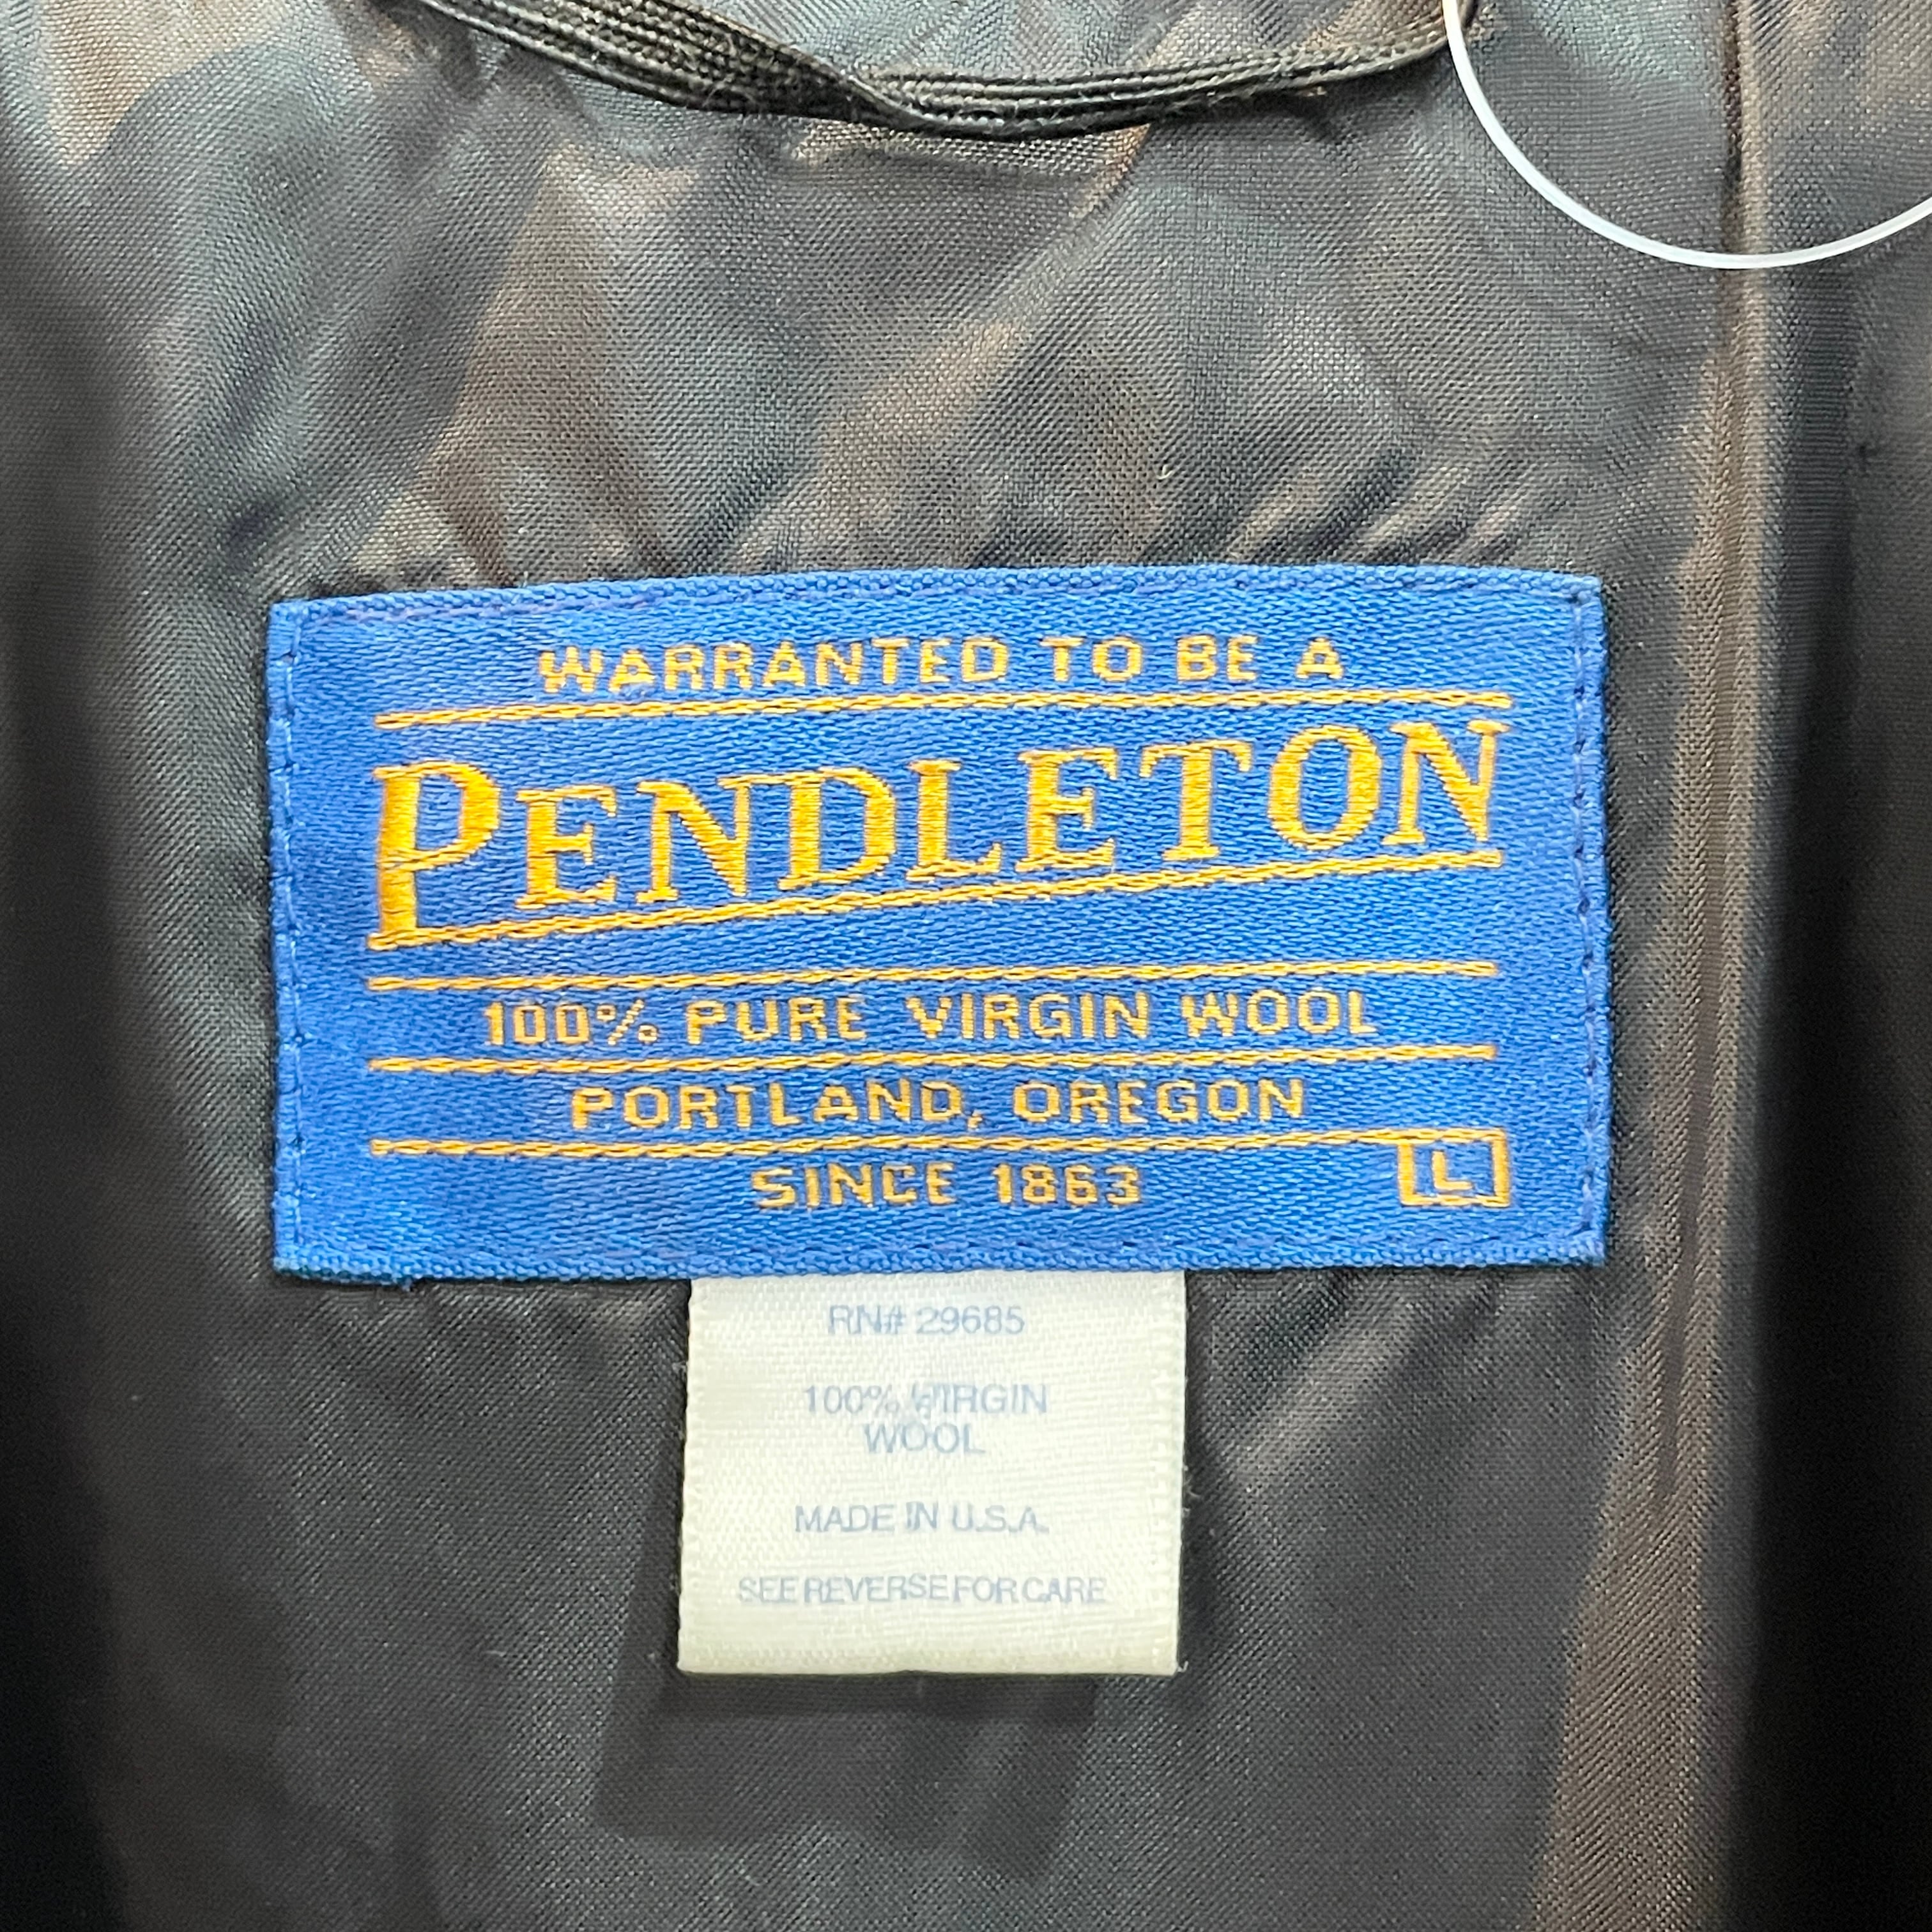 WARRANTED TO BE A
PENDLETON
100% PURE VIRGIN WOOL
PORTLAND, OREGON
SINCE 1863
L
RN# 29685
100% VIRGIN
WOOL
MADE IN U.S.A.
SEE REVERSE FOR CARE